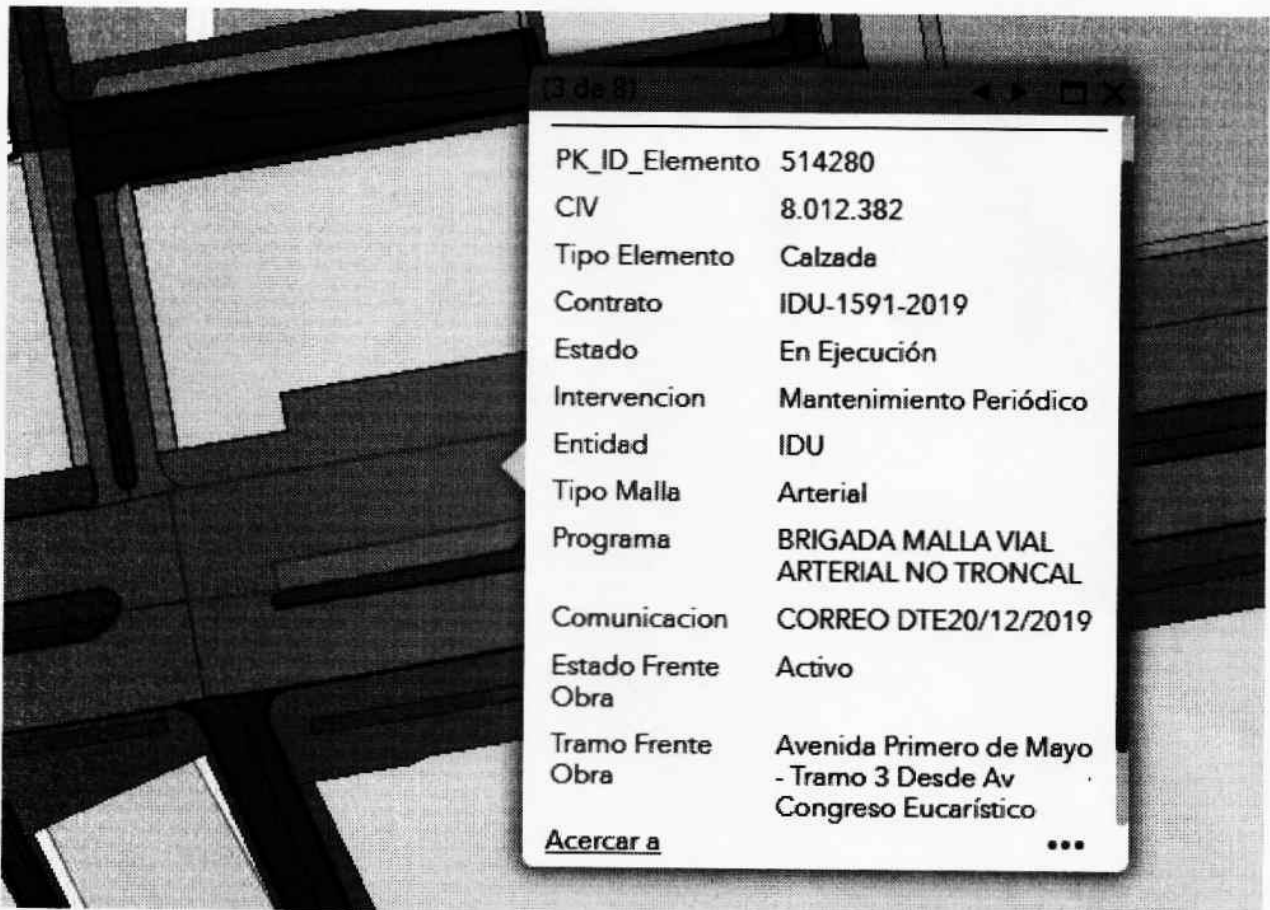 (3 de 8)
PK_ID_Elemento 514280
CIV 8.012.382
Tipo Elemento Calzada
Contrato IDU-1591-2019
Estado En Ejecución
Intervencion Mantenimiento Periódico
Entidad IDU
Tipo Malla Arterial
Programa BRIGADA MALLA VIAL
ARTERIAL NO TRONCAL
Comunicacion CORREO DTE20/12/2019
Estado Frente Activo
Obra
Tramo Frente Avenida Primero de Mayo
Obra - Tramo 3 Desde Av
Congreso Eucarístico
Acercar a